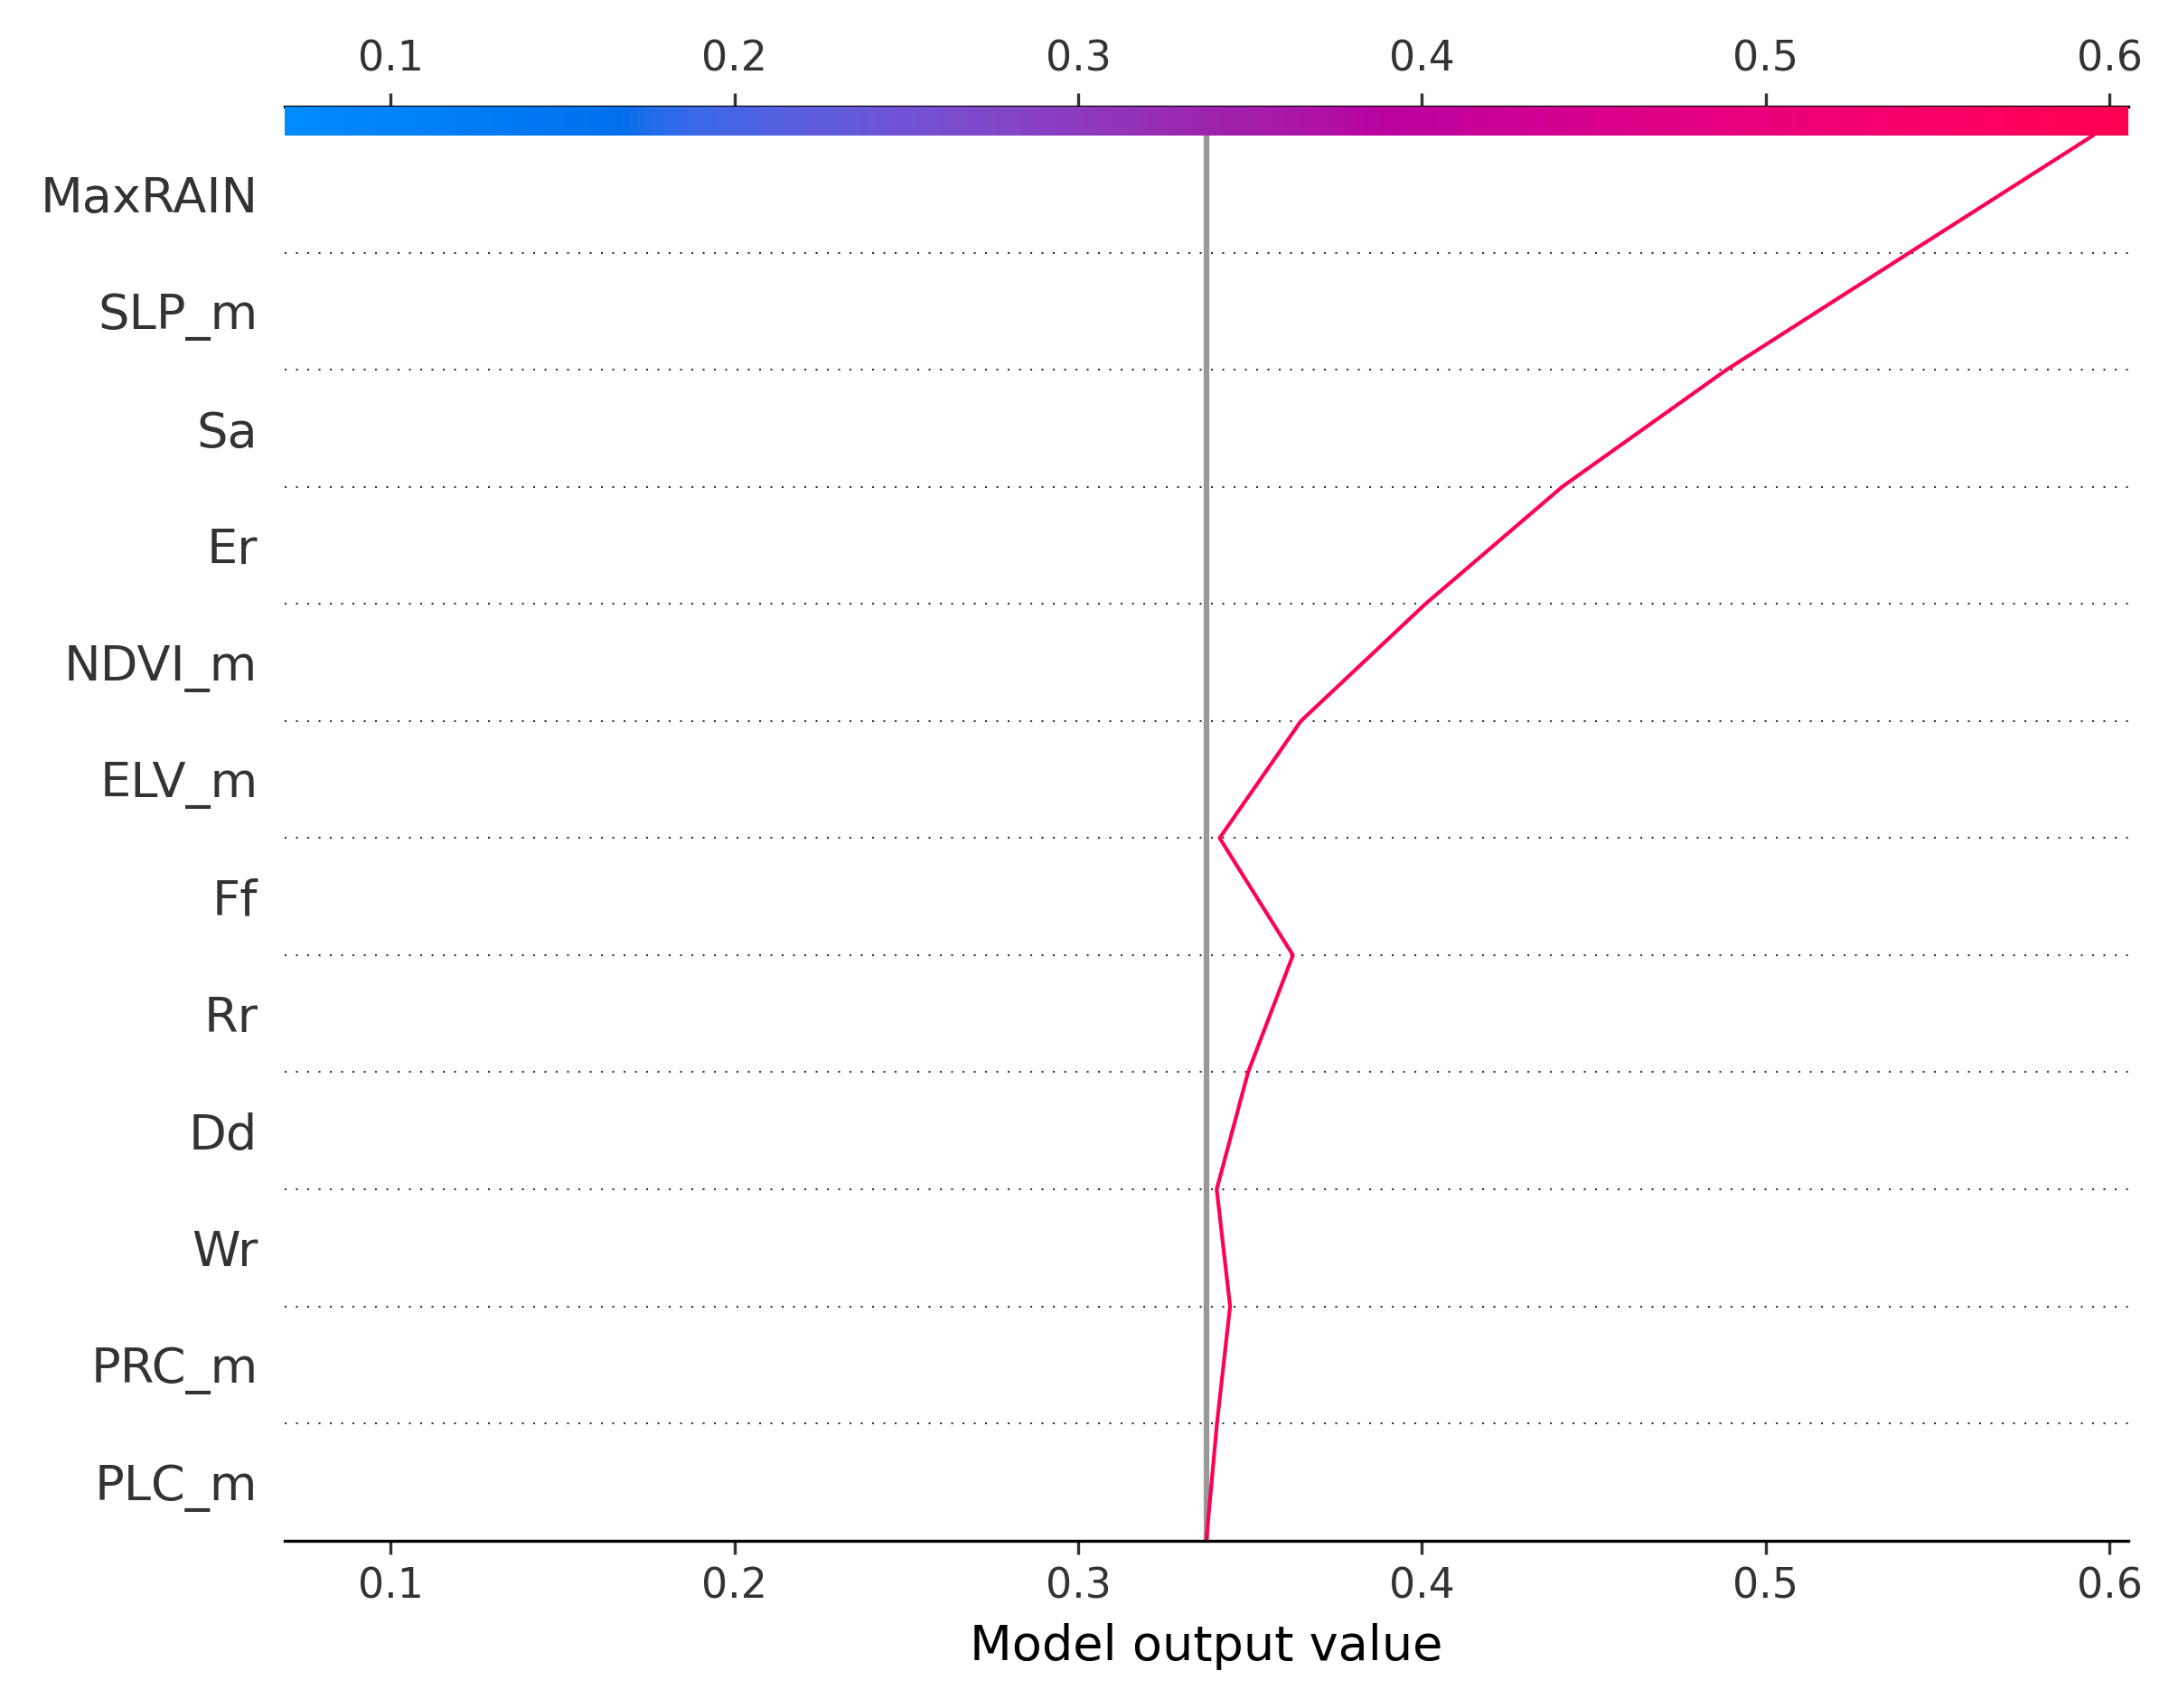 0.1 0.2 0.3 0.4 0.5 0.6
MaxRAIN
SLP_m
Sa
Er
NDVI_m
ELV_m
Ff
Rr
Dd
Wr
PRC_m
PLC_m
0.1 0.2 0.3 0.4 0.5 0.6
Model output value